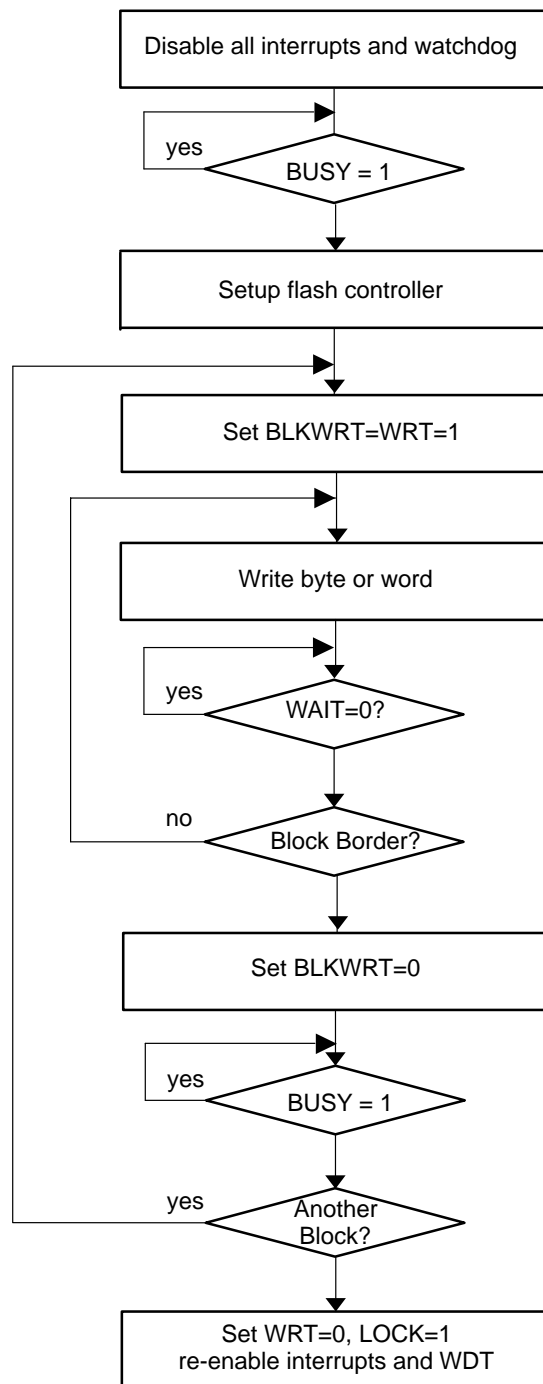 Disable all interrupts and watchdog
yes
BUSY = 1
Setup flash controller
Set BLKWRT=WRT=1
Write byte or word
yes
WAIT=0?
no
Block Border?
Set BLKWRT=0
yes
BUSY = 1
yes
Another
Block?
Set WRT=0, LOCK=1
re-enable interrupts and WDT